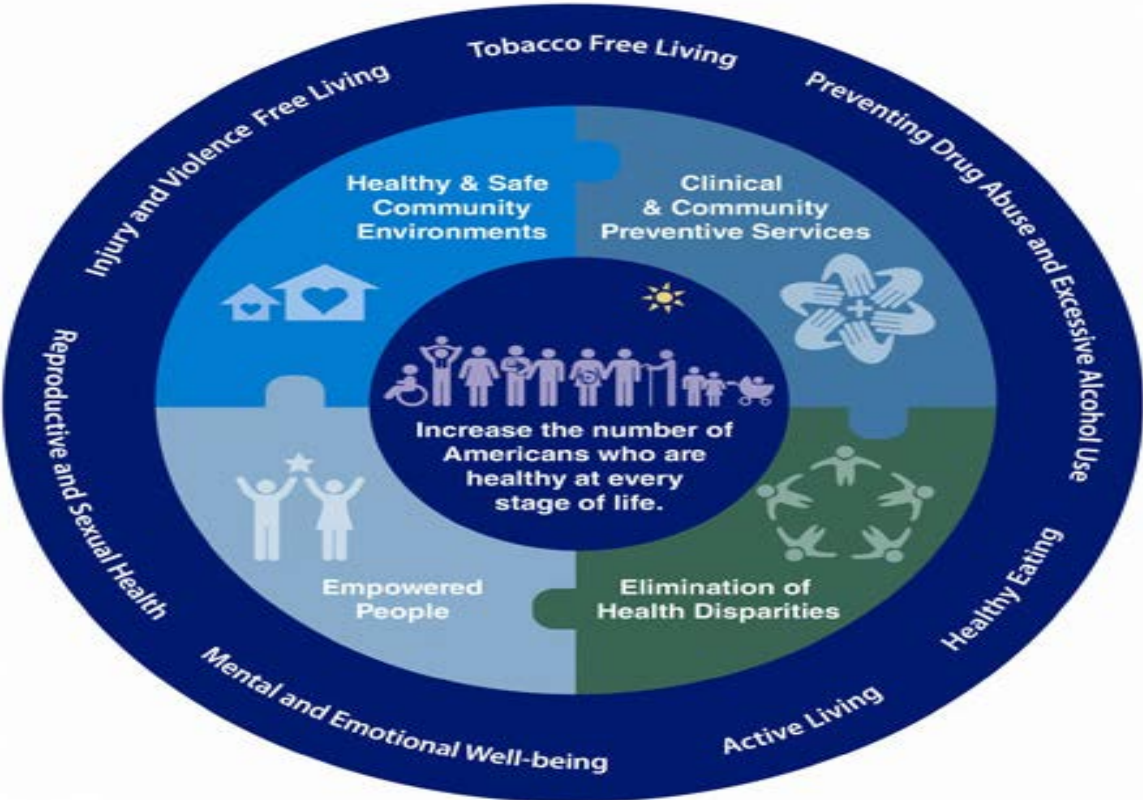 Tobacco Free Living
Preventing Drug Abuse and Excessive Alcohol Use
Healthy Eating
Active Living
Mental and Emotional Well-being
Reproductive and Sexual Health
Injury and Violence Free Living
Healthy & Safe
Community
Environments
Clinical
& Community
Preventive Services
Elimination of
Health Disparities
Empowered
People
Increase the number of
Americans who are
healthy at every
stage of life.